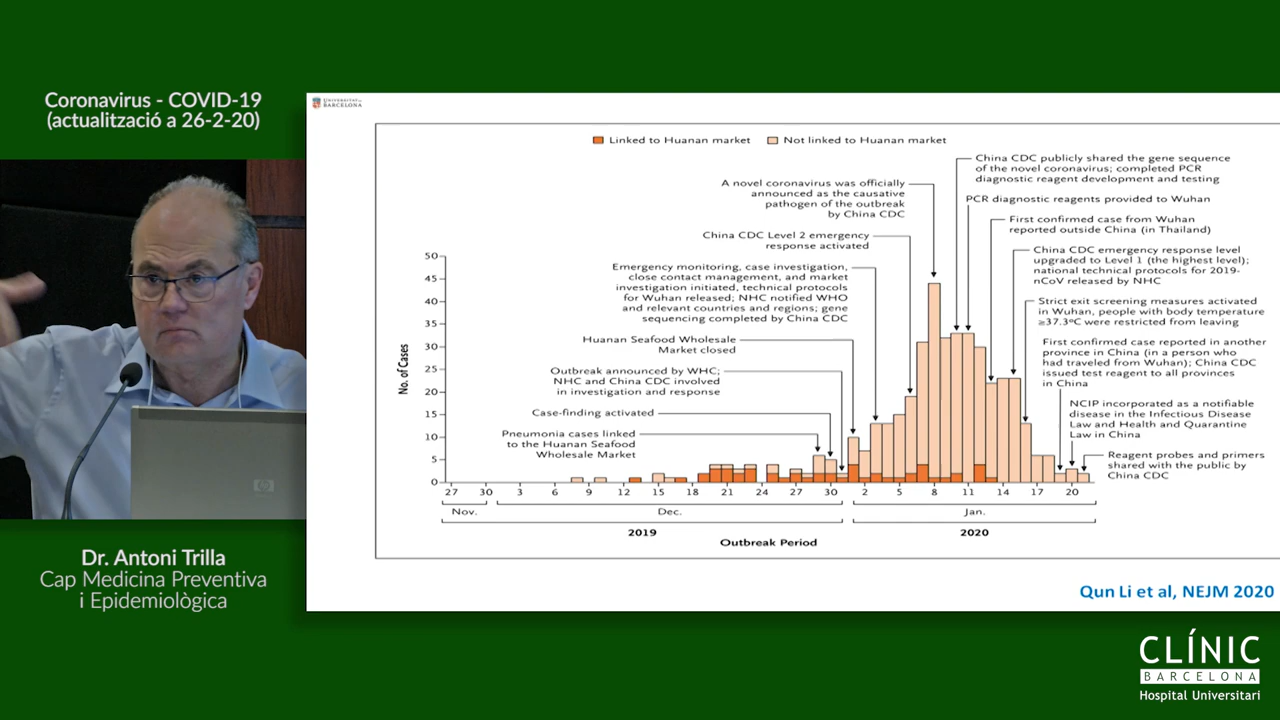 Coronavirus - COVID-19
(actualització a 26-2-20)
UNIVERSITAT DE
BARCELONA
Linked to Huanan market
Not linked to Huanan market
China CDC publicly shared the gene sequence
of the novel coronavirus; completed PCR
diagnostic reagent development and testing
A novel coronavirus was officially
announced as the causative
pathogen of the outbreak
by China CDC
PCR diagnostic reagents provided to Wuhan
First confirmed case from Wuhan
reported outside China (in Thailand)
China CDC Level 2 emergency
response activated
China CDC emergency response level
upgraded to Level 1 (the highest level);
national technical protocols for 2019-
nCoV released by NHC
Emergency monitoring, case investigation,
close contact management, and market
investigation initiated, technical protocols
for Wuhan released; NHC notified WHO
and relevant countries and regions; gene
sequencing completed by China CDC
Strict exit screening measures activated
in Wuhan, people with body temperature
≥37.3ºC were restricted from leaving
Huanan Seafood Wholesale
Market closed
First confirmed case reported in another
province in China (in a person who
had traveled from Wuhan); China CDC
issued test reagent to all provinces
in China
Outbreak announced by WHC;
NHC and China CDC involved
in investigation and response
NCIP incorporated as a notifiable
disease in the Infectious Disease
Law and Health and Quarantine
Law in China
Case-finding activated
Pneumonia cases linked
to the Huanan Seafood
Wholesale Market
Reagent probes and primers
shared with the public by
China CDC
No. of Cases
50
45
40
35
30
25
20
15
10
5
0
27 30 3 6 9 12 15 18 21 24 27 30 2 5 8 11 14 17 20
Nov. Dec. Jan.
2019 2020
Outbreak Period
Qun Li et al, NEJM 2020
hp
Dr. Antoni Trilla
Cap Medicina Preventiva
i Epidemiològica
CLÍNIC
BARCELONA
Hospital Universitari